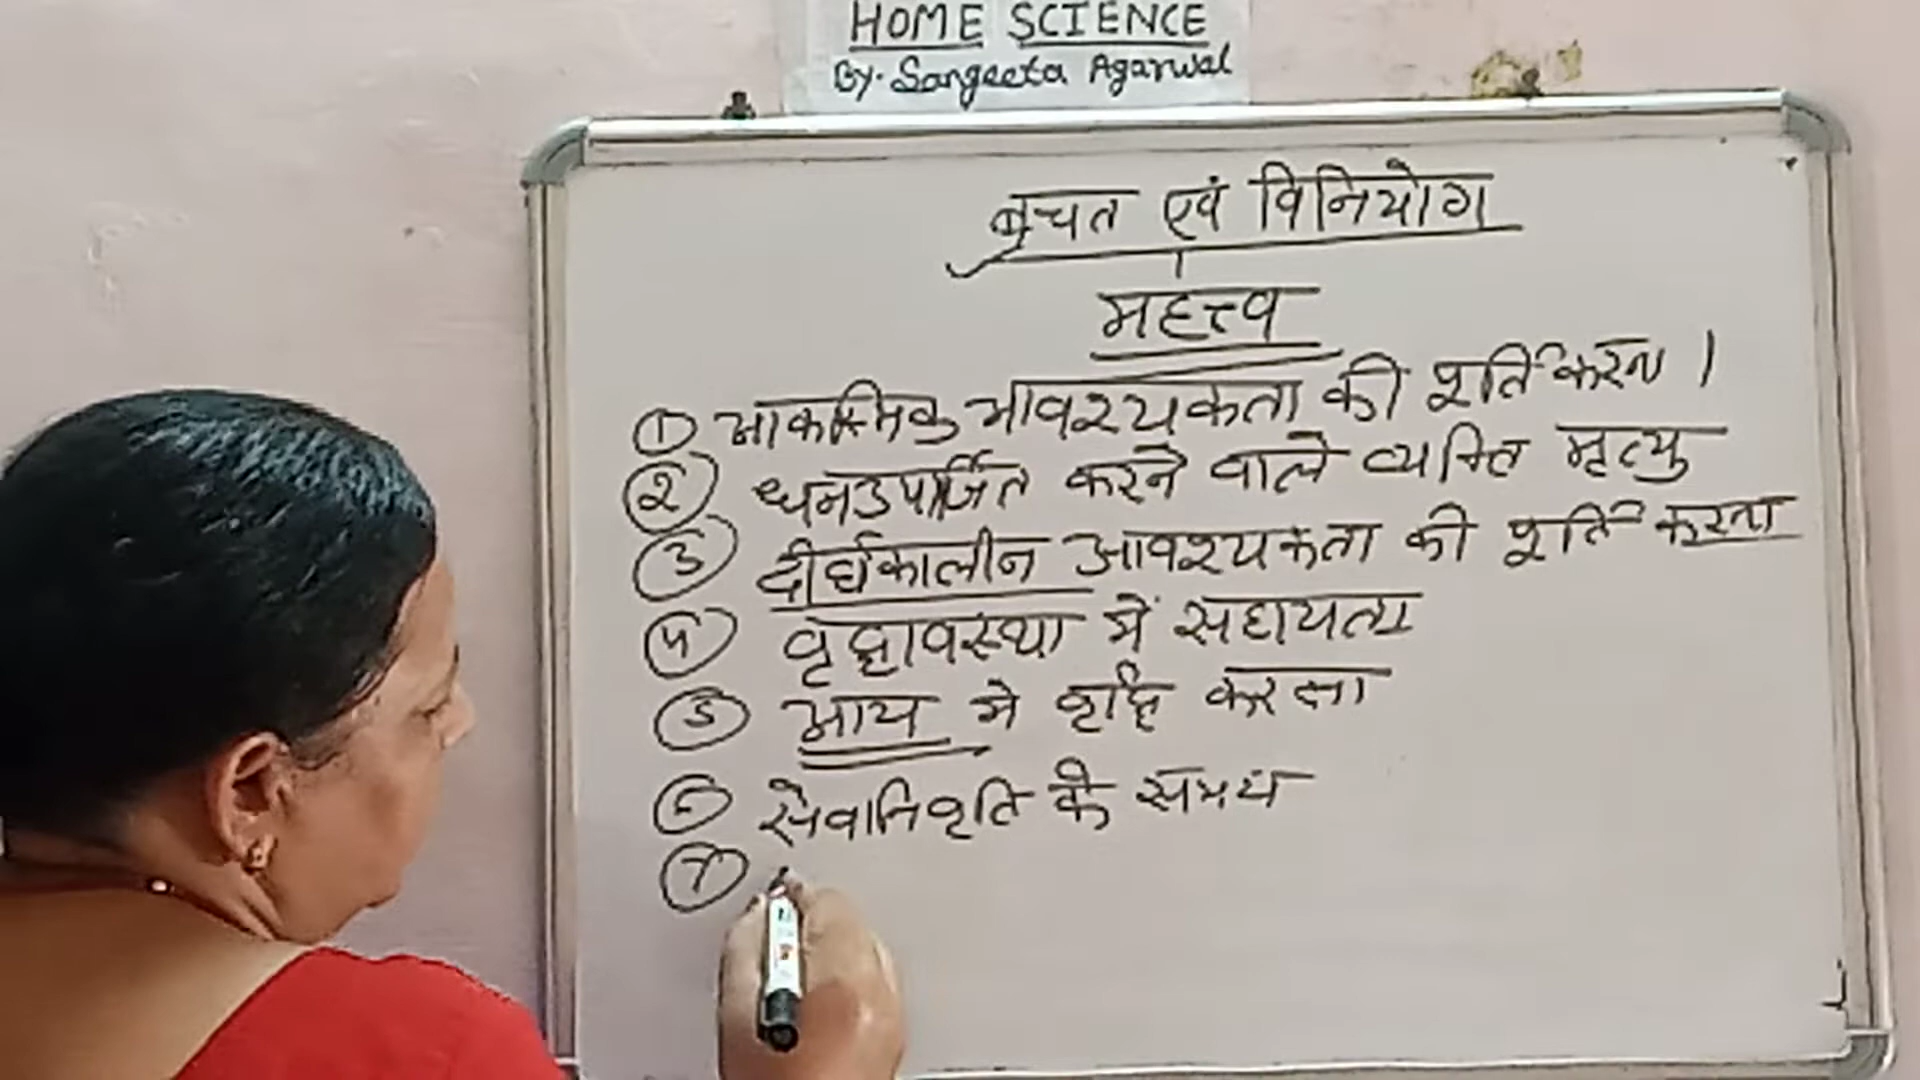 HOME SCIENCE
By. Sangeeta Agarwal
बचत एवं विनियोग
महत्त्व
① आकस्मिक आवश्यकता की पूर्ति करना।
② धनउपार्जित करने वाले व्यक्ति मृत्यु
③ दीर्घकालीन आवश्यकता की पूर्ति करना
④ वृद्धावस्था में सहायता
⑤ आय मे वृद्धि करना
⑥ सेवानिवृति के समय
⑦